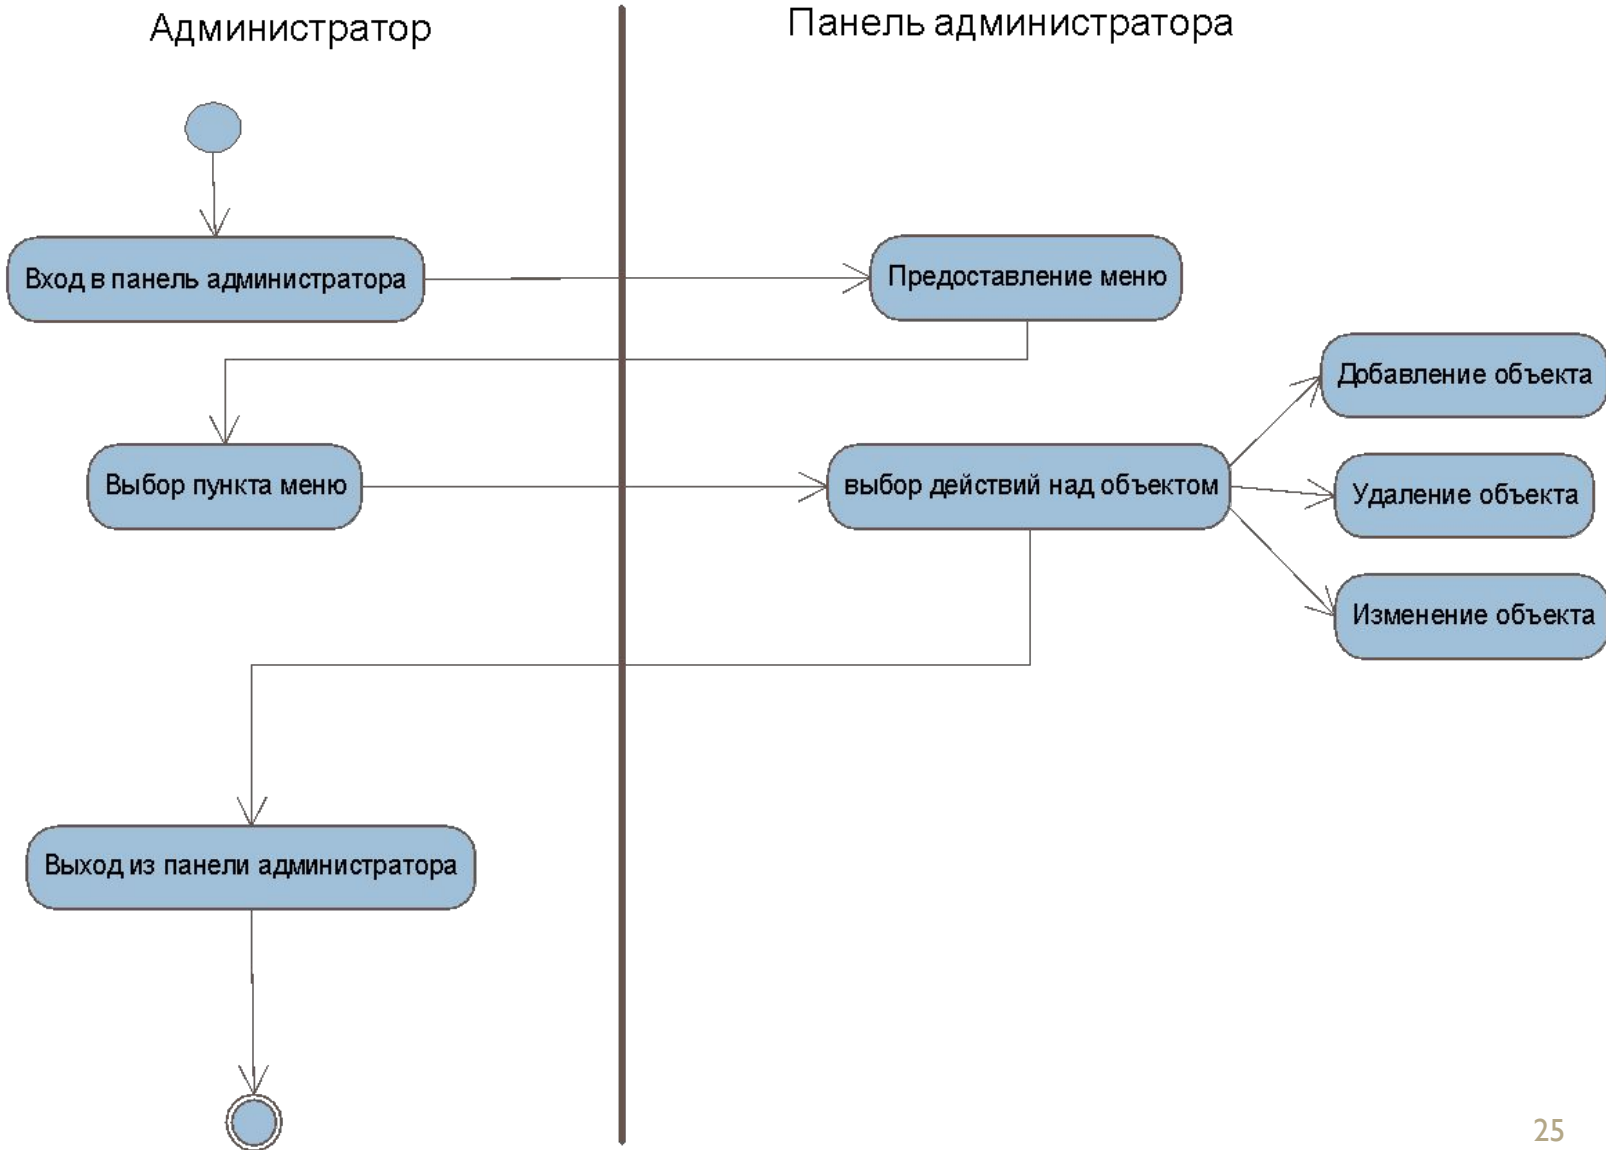 Администратор
Панель администратора
Вход в панель администратора
Предоставление меню
Добавление объекта
Выбор пункта меню
выбор действий над объектом
Удаление объекта
Изменение объекта
Выход из панели администратора
25